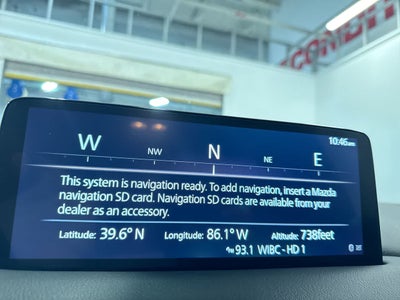 10:46AM
W NW N NE E
This system is navigation ready. To add navigation, insert a Mazda
navigation SD card. Navigation SD cards are available from your
dealer as an accessory.
Latitude: 39.6° N Longitude: 86.1° W Altitude: 738feet
93.1 WIBC - HD 1